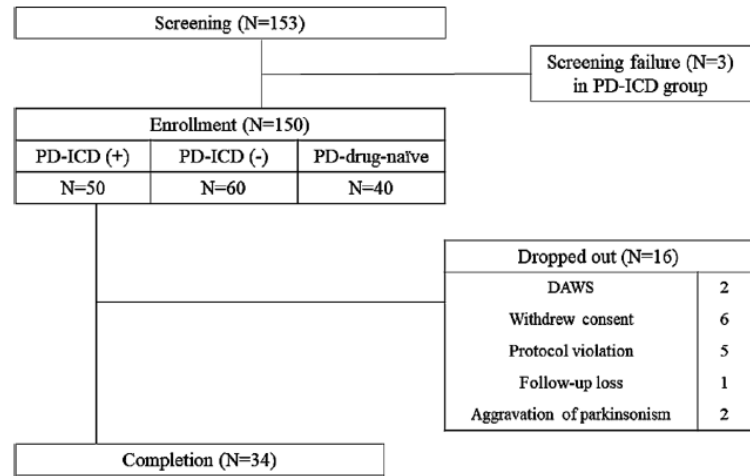 Screening (N=153)
Screening failure (N=3)
in PD-ICD group
Enrollment (N=150)
PD-ICD (+) PD-ICD (-) PD-drug-naïve
N=50 N=60 N=40
Dropped out (N=16)
DAWS 2
Withdrew consent 6
Protocol violation 5
Follow-up loss 1
Aggravation of parkinsonism 2
Completion (N=34)